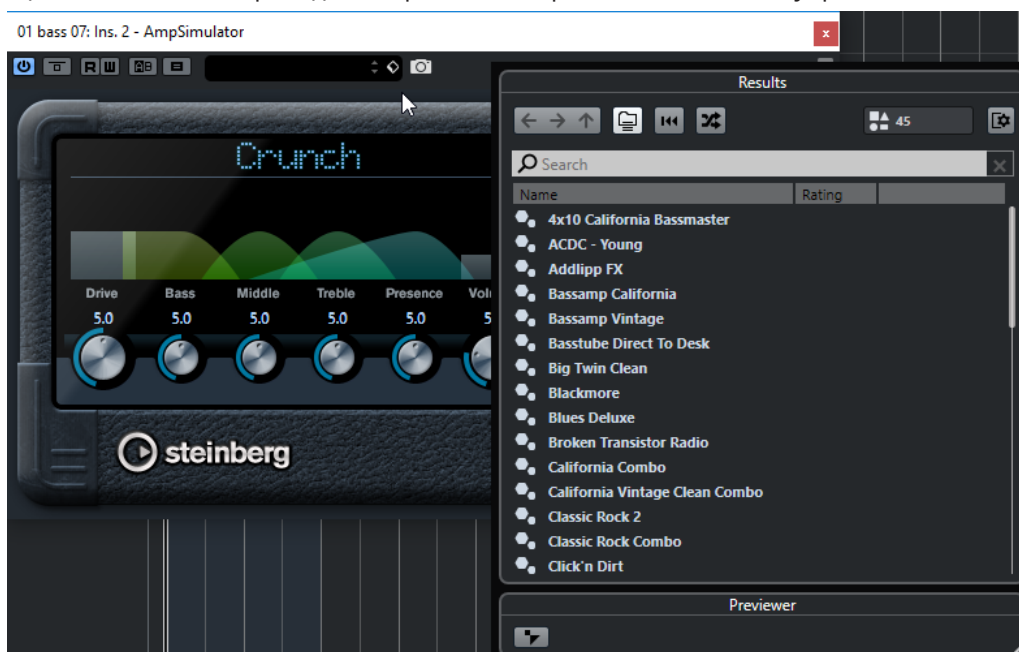 01 bass 07: Ins. 2 - AmpSimulator
x
R W
Results
45
Crunch
Search
Name Rating
4x10 California Bassmaster
ACDC - Young
Addlipp FX
Drive Bass Middle Treble Presence
Bassamp California
5.0 5.0 5.0 5.0 5.0
Bassamp Vintage
Basstube Direct To Desk
Big Twin Clean
Blackmore
Blues Deluxe
Broken Transistor Radio
steinberg
California Combo
California Vintage Clean Combo
Classic Rock 2
Classic Rock Combo
Click'n Dirt
Previewer